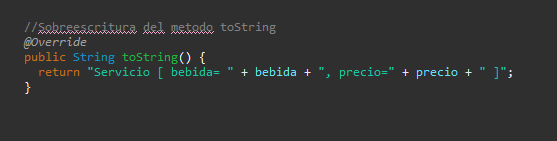 //Sobreescritura del metodo toString
@Override
public String toString() {
return "Servicio [ bebida= " + bebida + ", precio=" + precio + " ]";
}